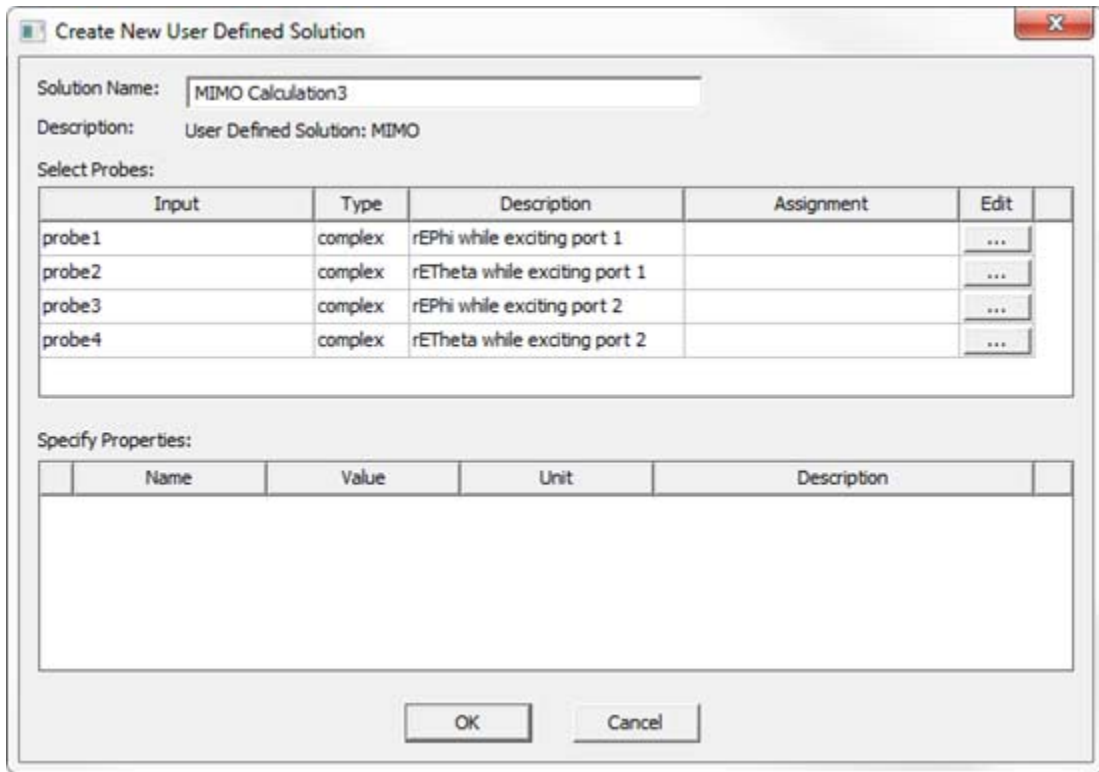 Create New User Defined Solution
Solution Name: MIMO Calculation3
Description: User Defined Solution: MIMO
Select Probes:
Input Type Description Assignment Edit
probe1 complex rEPhi while exciting port 1 ...
probe2 complex rETheta while exciting port 1 ...
probe3 complex rEPhi while exciting port 2 ...
probe4 complex rETheta while exciting port 2 ...
Specify Properties:
Name Value Unit Description
OK Cancel